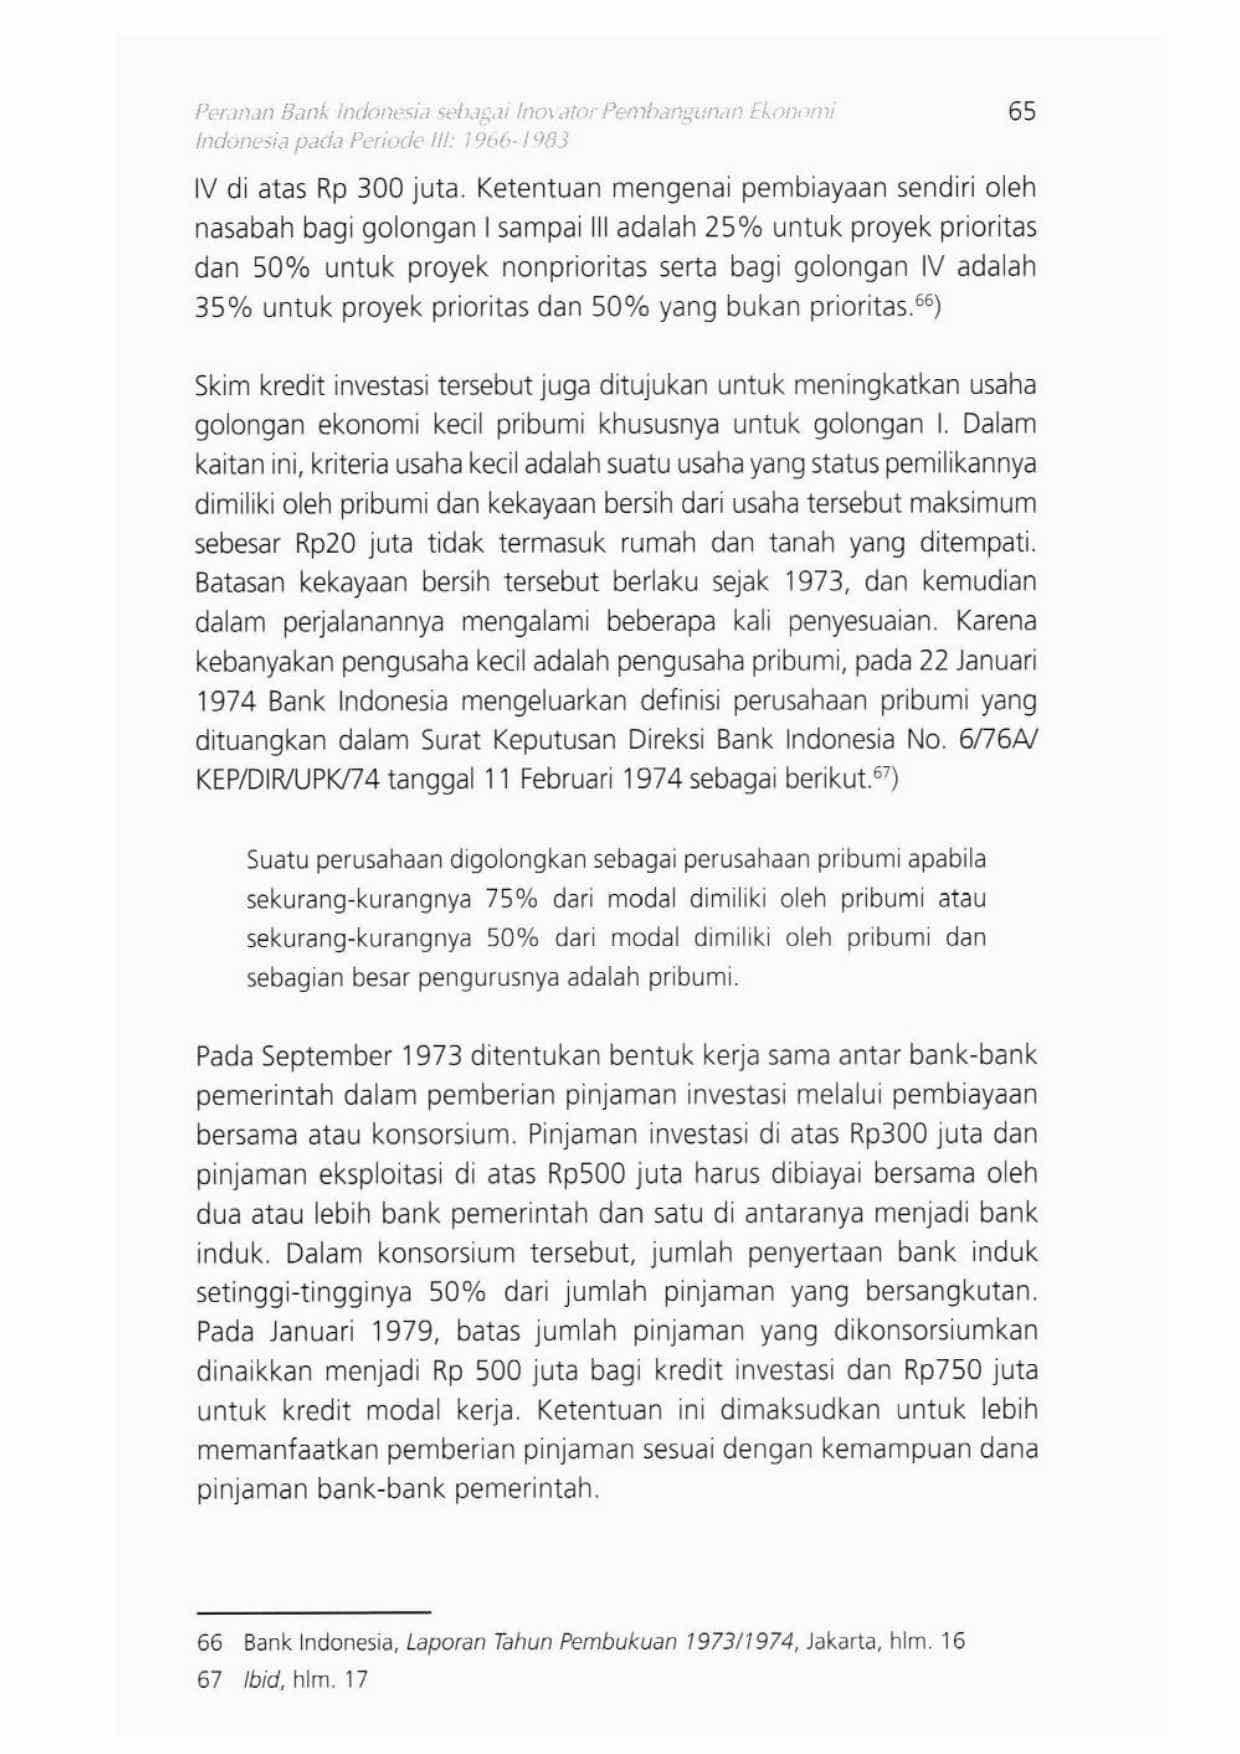 Peranan Bank Indonesia sebagai Inovator Pembangunan Ekonomi
Indonesia pada Periode III: 1966-1983
65
IV di atas Rp 300 juta. Ketentuan mengenai pembiayaan sendiri oleh
nasabah bagi golongan I sampai III adalah 25% untuk proyek prioritas
dan 50% untuk proyek nonprioritas serta bagi golongan IV adalah
35% untuk proyek prioritas dan 50% yang bukan prioritas.⁶⁶)
Skim kredit investasi tersebut juga ditujukan untuk meningkatkan usaha
golongan ekonomi kecil pribumi khususnya untuk golongan I. Dalam
kaitan ini, kriteria usaha kecil adalah suatu usaha yang status pemilikannya
dimiliki oleh pribumi dan kekayaan bersih dari usaha tersebut maksimum
sebesar Rp20 juta tidak termasuk rumah dan tanah yang ditempati.
Batasan kekayaan bersih tersebut berlaku sejak 1973, dan kemudian
dalam perjalanannya mengalami beberapa kali penyesuaian. Karena
kebanyakan pengusaha kecil adalah pengusaha pribumi, pada 22 Januari
1974 Bank Indonesia mengeluarkan definisi perusahaan pribumi yang
dituangkan dalam Surat Keputusan Direksi Bank Indonesia No. 6/76A/
KEP/DIR/UPK/74 tanggal 11 Februari 1974 sebagai berikut.⁶⁷)
Suatu perusahaan digolongkan sebagai perusahaan pribumi apabila
sekurang-kurangnya 75% dari modal dimiliki oleh pribumi atau
sekurang-kurangnya 50% dari modal dimiliki oleh pribumi dan
sebagian besar pengurusnya adalah pribumi.
Pada September 1973 ditentukan bentuk kerja sama antar bank-bank
pemerintah dalam pemberian pinjaman investasi melalui pembiayaan
bersama atau konsorsium. Pinjaman investasi di atas Rp300 juta dan
pinjaman eksploitasi di atas Rp500 juta harus dibiayai bersama oleh
dua atau lebih bank pemerintah dan satu di antaranya menjadi bank
induk. Dalam konsorsium tersebut, jumlah penyertaan bank induk
setinggi-tingginya 50% dari jumlah pinjaman yang bersangkutan.
Pada Januari 1979, batas jumlah pinjaman yang dikonsorsiumkan
dinaikkan menjadi Rp 500 juta bagi kredit investasi dan Rp750 juta
untuk kredit modal kerja. Ketentuan ini dimaksudkan untuk lebih
memanfaatkan pemberian pinjaman sesuai dengan kemampuan dana
pinjaman bank-bank pemerintah.
66 Bank Indonesia, Laporan Tahun Pembukuan 1973/1974, Jakarta, hlm. 16
67 Ibid, hlm. 17